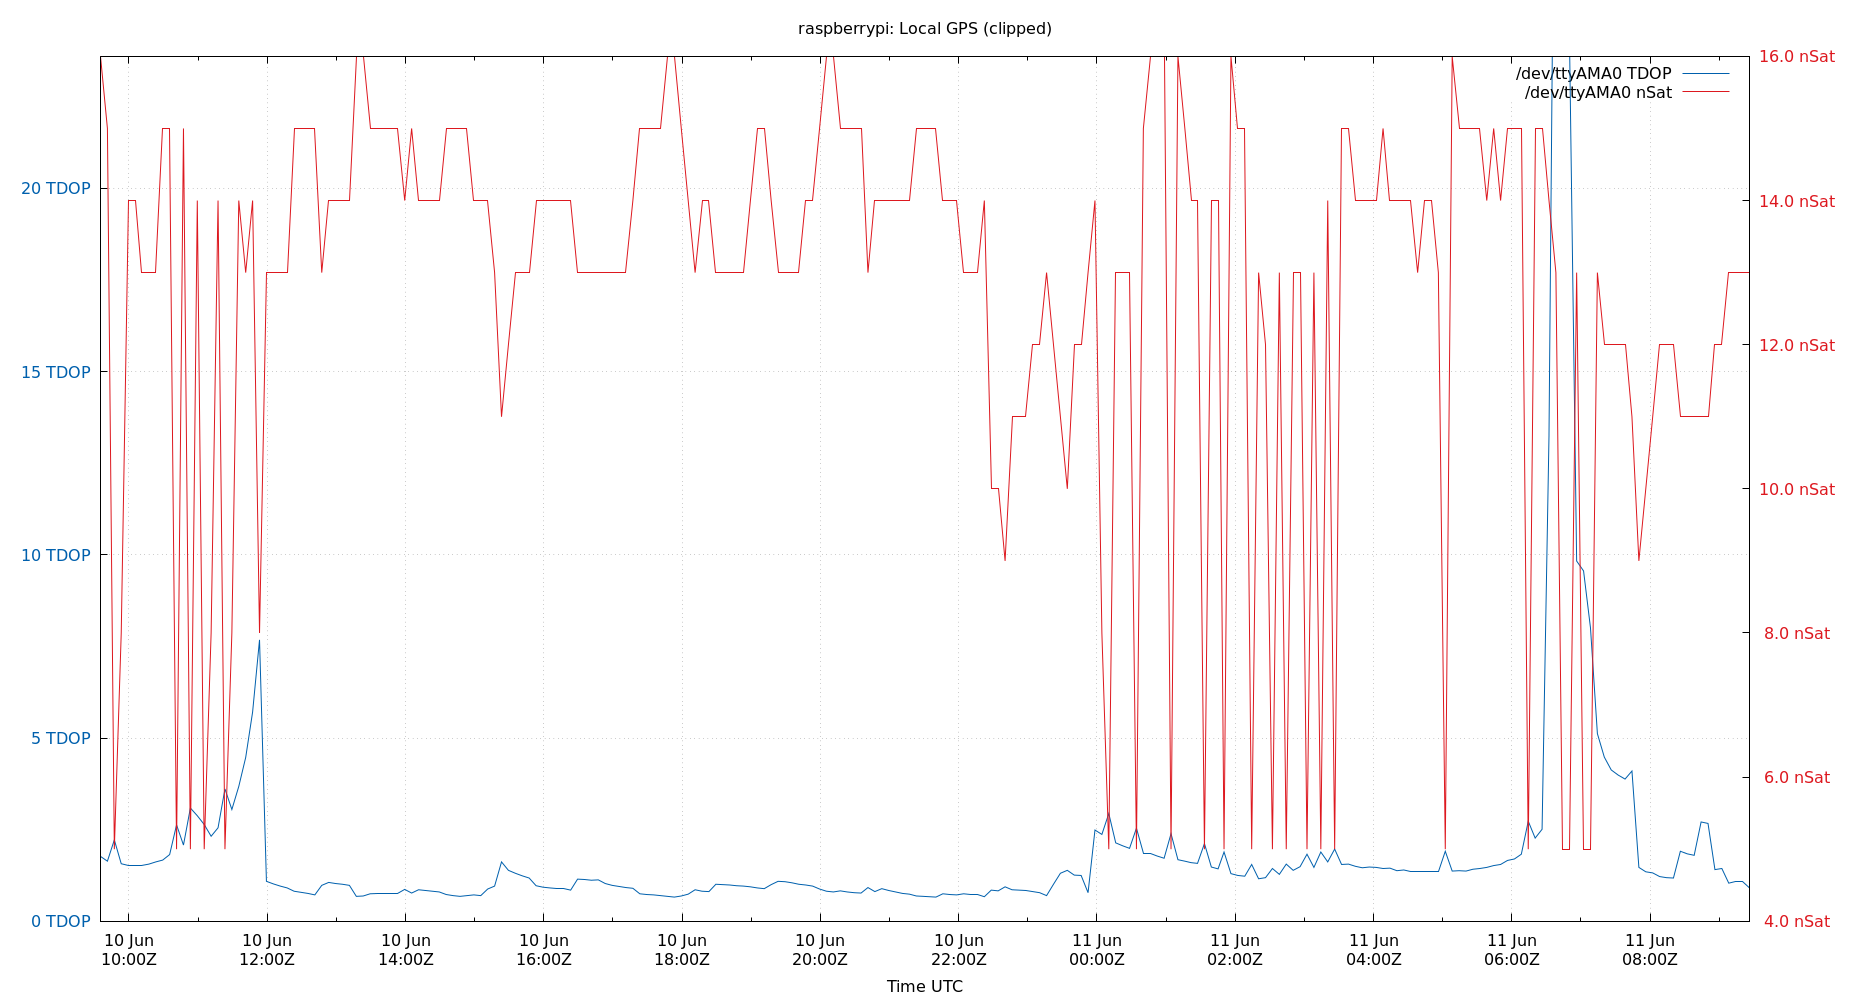 raspberrypi: Local GPS (clipped)
16.0 nSat
/dev/ttyAMA0 TDOP
/dev/ttyAMA0 nSat
20 TDOP
14.0 nSat
15 TDOP
12.0 nSat
10 TDOP
10.0 nSat
8.0 nSat
5 TDOP
6.0 nSat
0 TDOP
4.0 nSat
10 Jun 10 Jun 10 Jun 10 Jun 10 Jun 10 Jun 10 Jun 11 Jun 11 Jun 11 Jun 11 Jun 11 Jun
10:00Z 12:00Z 14:00Z 16:00Z 18:00Z 20:00Z 22:00Z 00:00Z 02:00Z 04:00Z 06:00Z 08:00Z
Time UTC